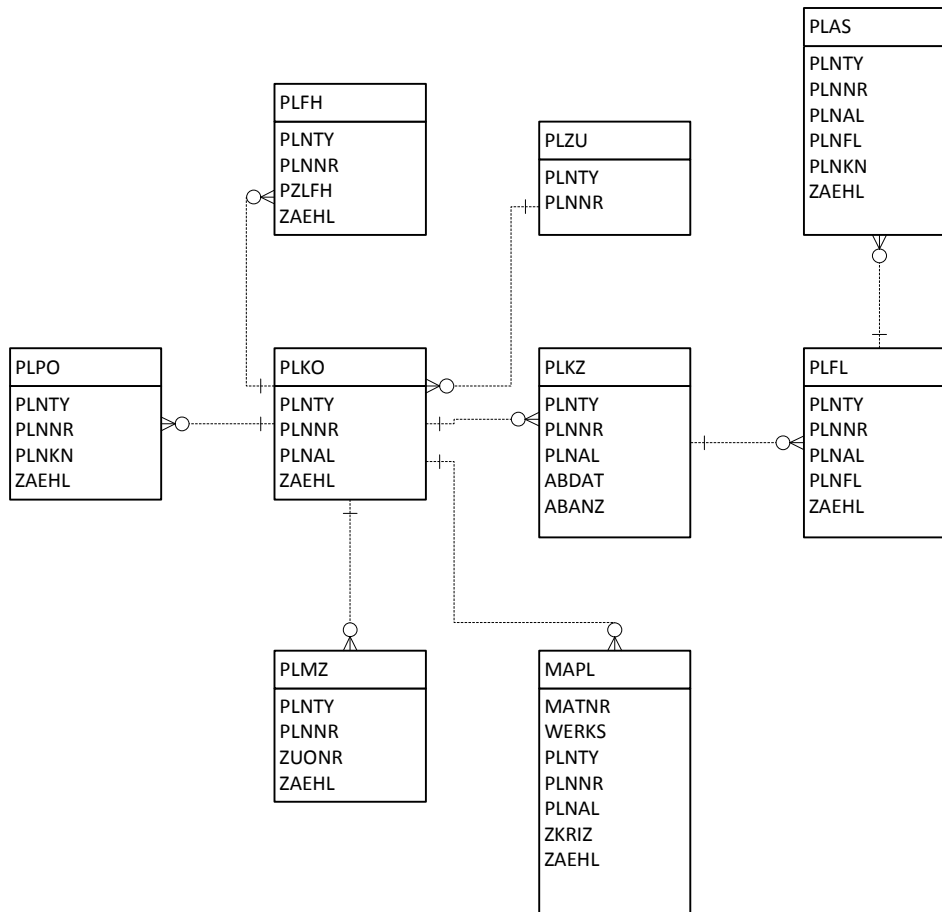 PLAS
PLNTY
PLNNR
PLNAL
PLNFL
PLNKN
ZAEHL
PLFH
PLNTY
PLNNR
PZLFH
ZAEHL
PLZU
PLNTY
PLNNR
PLPO
PLNTY
PLNNR
PLNKN
ZAEHL
PLKO
PLNTY
PLNNR
PLNAL
ZAEHL
PLKZ
PLNTY
PLNNR
PLNAL
ABDAT
ABANZ
PLFL
PLNTY
PLNNR
PLNAL
PLNFL
ZAEHL
PLMZ
PLNTY
PLNNR
ZUONR
ZAEHL
MAPL
MATNR
WERKS
PLNTY
PLNNR
PLNAL
ZKRIZ
ZAEHL